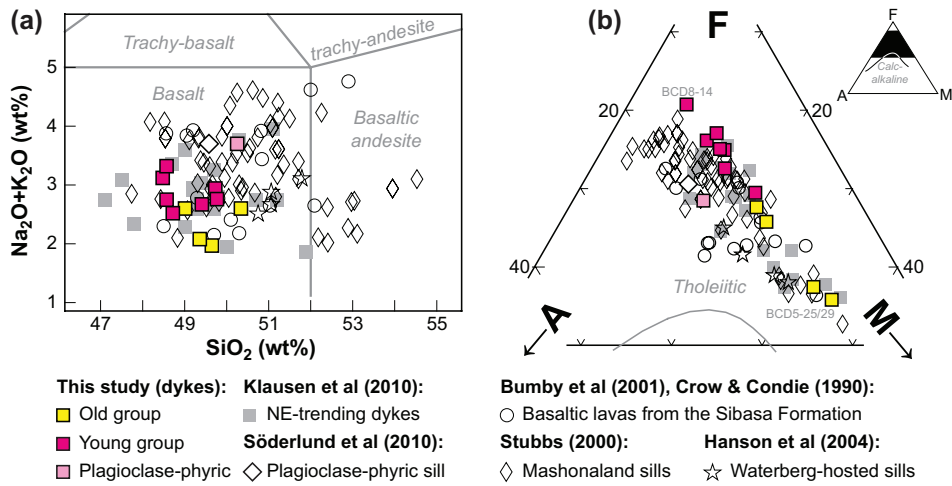 (a)
Trachy-basalt
trachy-andesite
Basalt
Basaltic
andesite
5
4
3
2
1
Na2O+K2O (wt%)
47
49
51
53
55
SiO2 (wt%)
(b)
F
BCD8-14
20
20
40
40
Tholeiitic
BCD5-25/29
A
M
F
Calc-
alkaline
A
M
This study (dykes):
Old group
Young group
Plagioclase-phyric
Klausen et al (2010):
NE-trending dykes
Söderlund et al (2010):
Plagioclase-phyric sill
Bumby et al (2001), Crow & Condie (1990):
Basaltic lavas from the Sibasa Formation
Stubbs (2000):
Mashonaland sills
Hanson et al (2004):
Waterberg-hosted sills